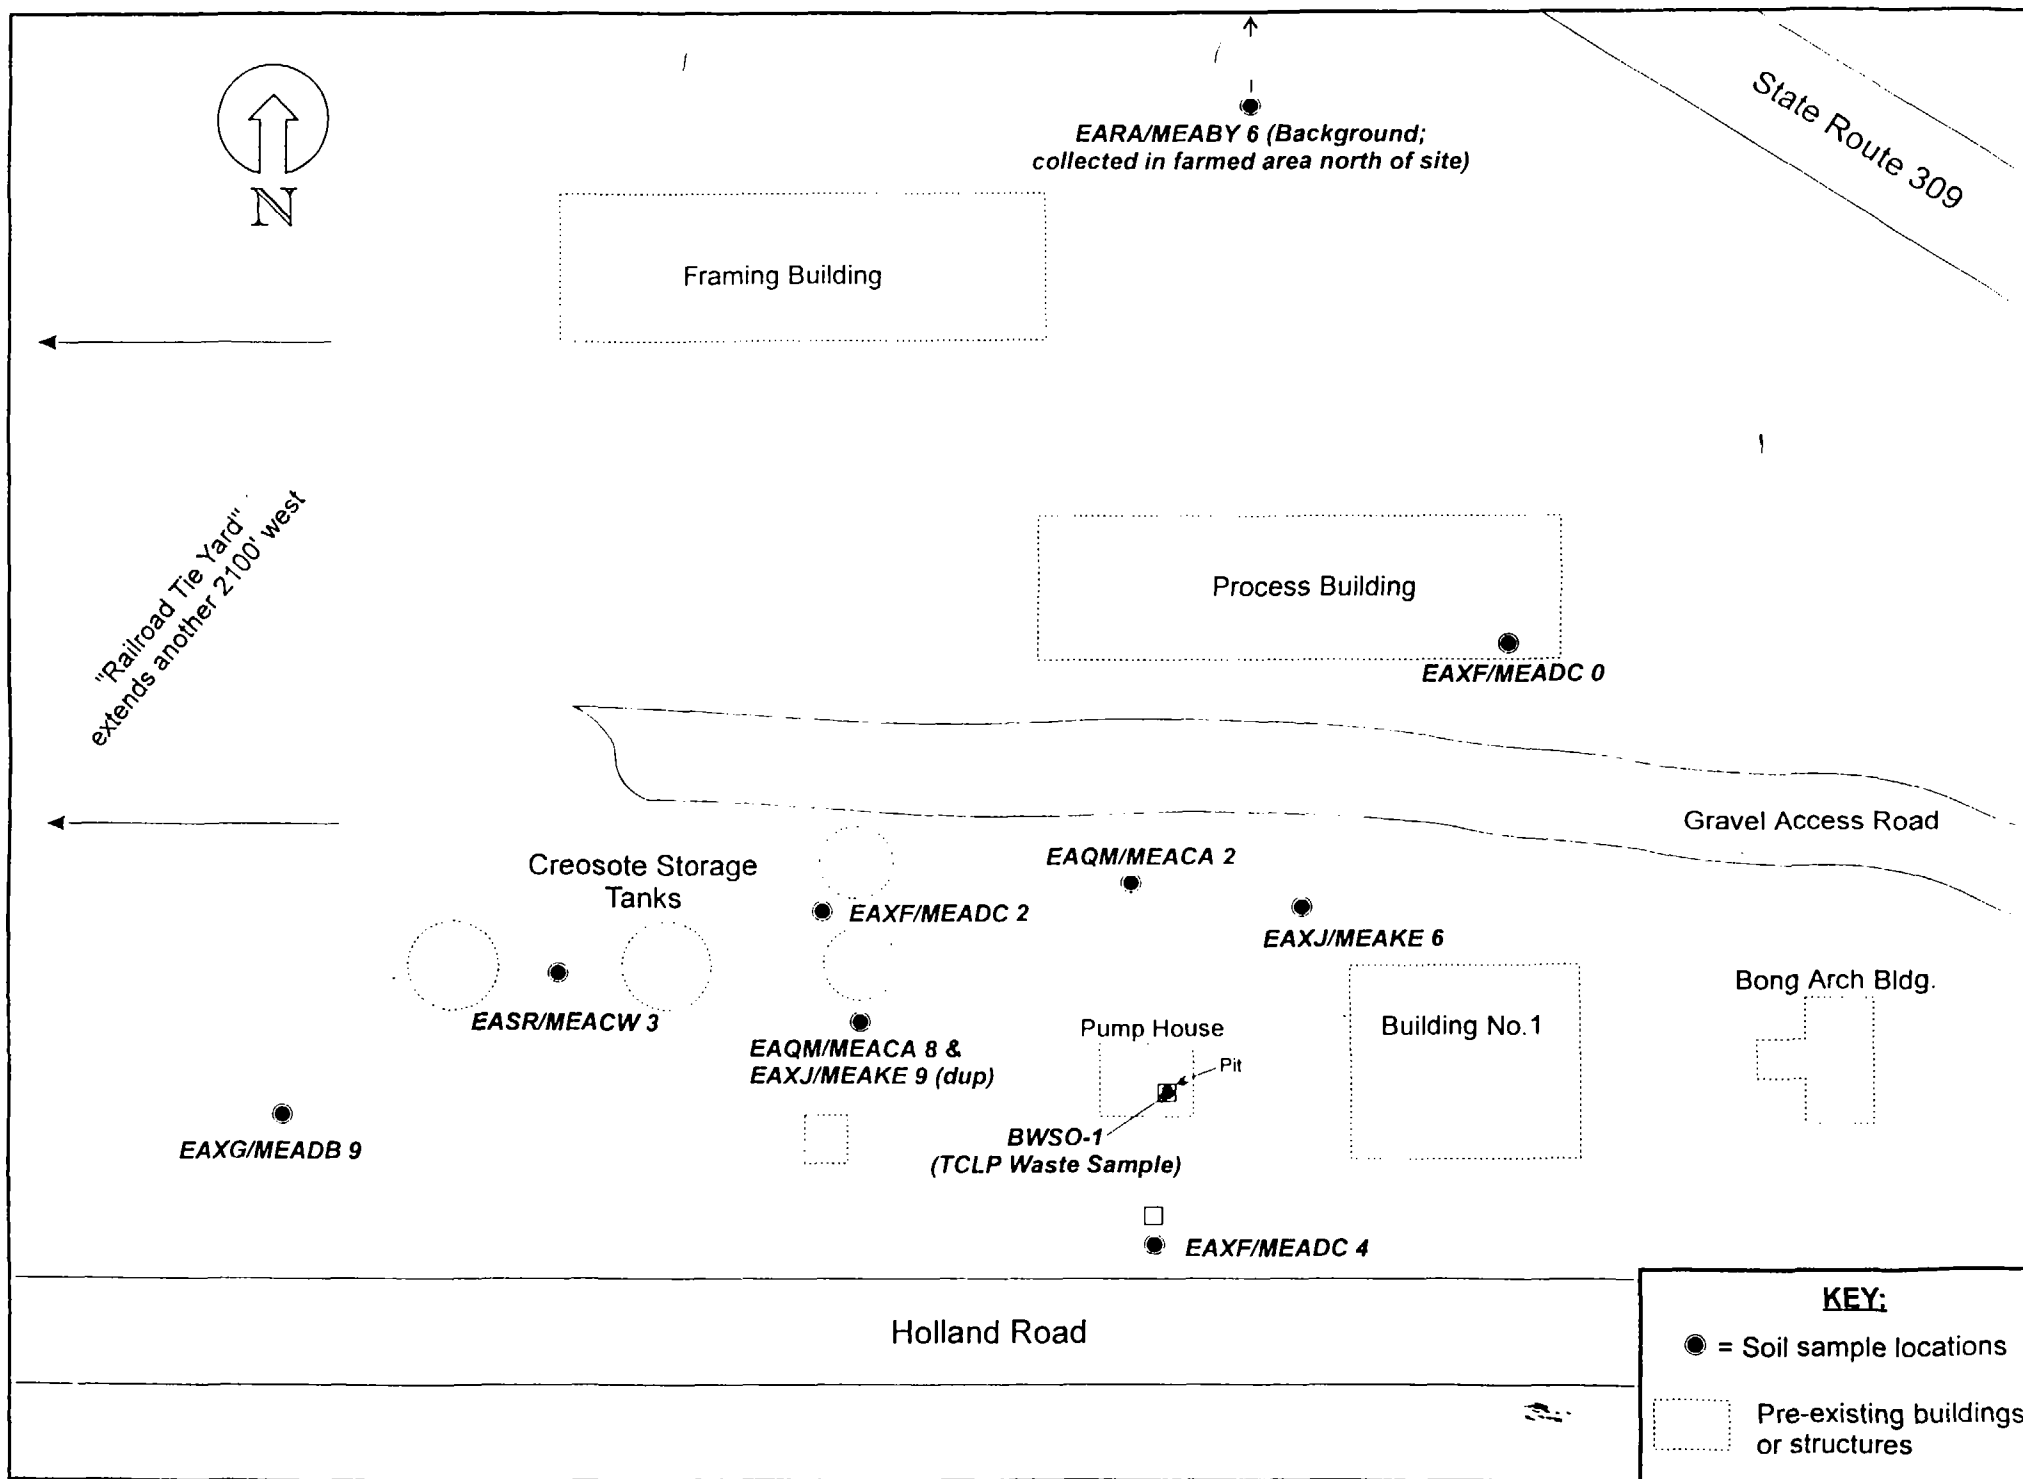 State Route 309
EARA/MEABY 6 (Background;
collected in farmed area north of site)
N
Framing Building
"Railroad Tie Yard"
extends another 2100' west
Process Building
EAXF/MEADC 0
Gravel Access Road
Creosote Storage
Tanks
EAQM/MEACA 2
EAXF/MEADC 2
EAXJ/MEAKE 6
EASR/MEACW 3
Bong Arch Bldg.
Building No.1
Pump House
Pit
EAQM/MEACA 8 &
EAXJ/MEAKE 9 (dup)
EAXG/MEADB 9
BWSO-1
(TCLP Waste Sample)
EAXF/MEADC 4
Holland Road
KEY:
= Soil sample locations
Pre-existing buildings
or structures